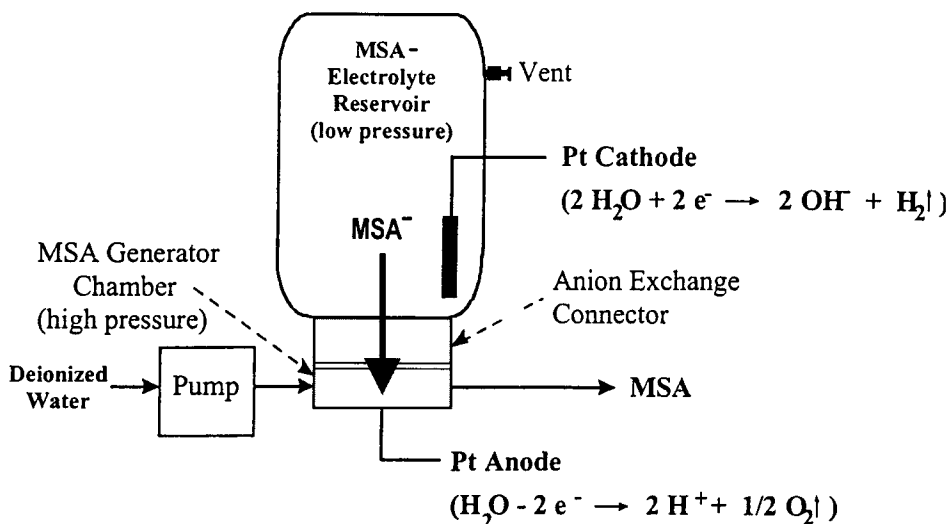 MSA-
Electrolyte
Reservoir
(low pressure)
Vent
Pt Cathode
(2 H₂O + 2 e⁻ → 2 OH⁻ + H₂↑)
MSA⁻
MSA Generator
Chamber
(high pressure)
Anion Exchange
Connector
Deionized
Water
Pump
MSA
Pt Anode
(H₂O - 2 e⁻ → 2 H⁺ + 1/2 O₂↑)